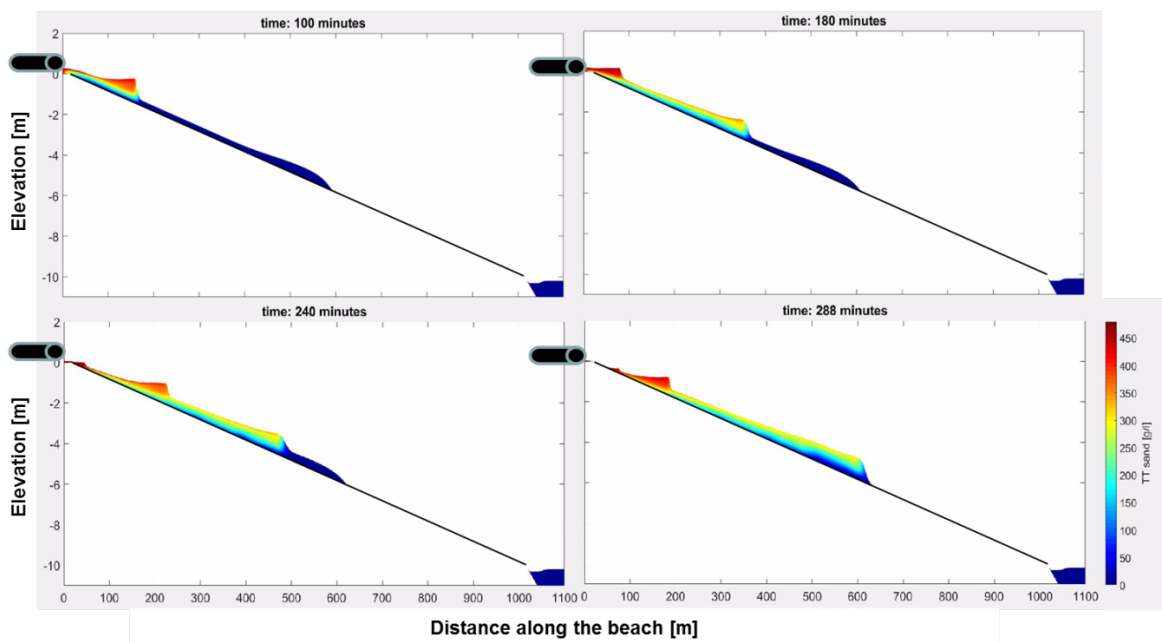 time: 100 minutes
time: 180 minutes
2
0
-2
-4
-6
-8
-10
Elevation [m]
time: 240 minutes
time: 288 minutes
2
0
-2
-4
-6
-8
-10
Elevation [m]
0 100 200 300 400 500 600 700 800 900 1000 1100
0 100 200 300 400 500 600 700 800 900 1000 1100
450
400
350
300
250
200
150
100
50
0
TT sand [g/l]
Distance along the beach [m]